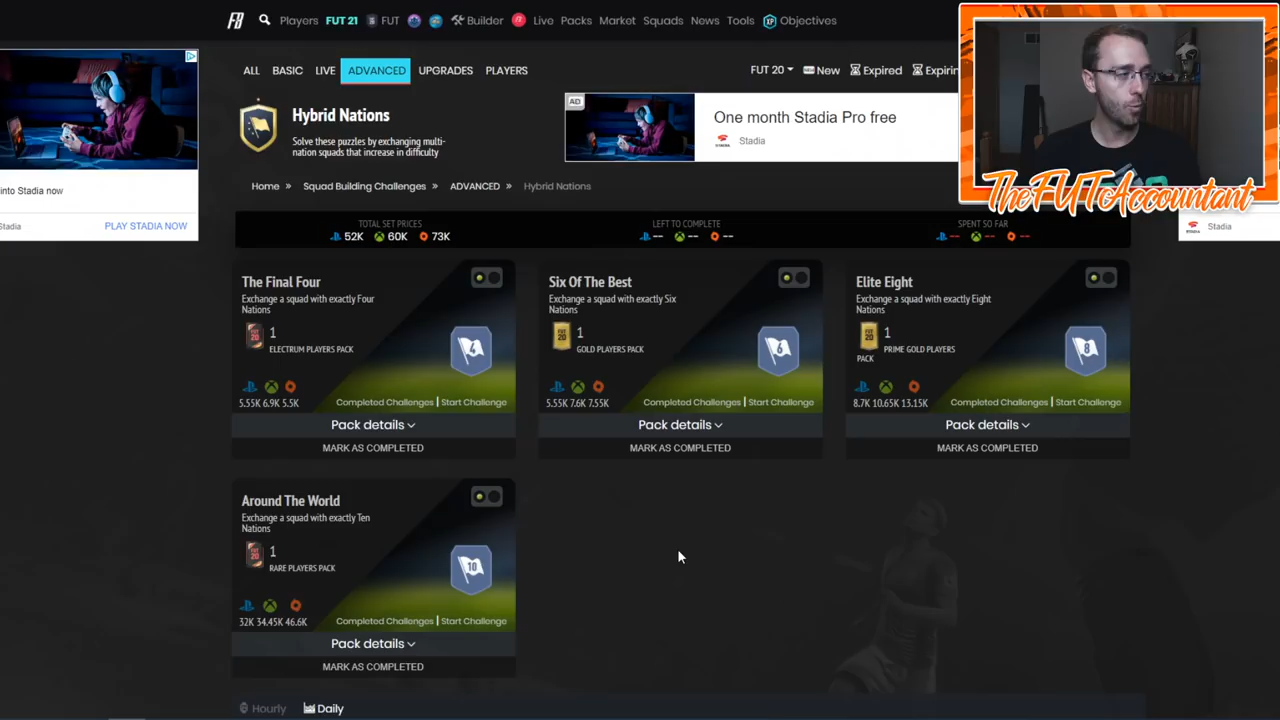 FB Players FUT 21 FUT Builder Live Packs Market Squads News Tools XP Objectives
ALL BASIC LIVE ADVANCED UPGRADES PLAYERS
FUT 20 New Expired Expirin
Hybrid Nations
Solve these puzzles by exchanging multi-
nation squads that increase in difficulty
AD
One month Stadia Pro free
Stadia
into Stadia now
Stadia
PLAY STADIA NOW
TheFUTAccountant
Stadia
Home » Squad Building Challenges » ADVANCED » Hybrid Nations
TOTAL SET PRICES
52K 60K 73K
LEFT TO COMPLETE
-- -- --
SPENT SO FAR
-- -- --
The Final Four
Exchange a squad with exactly Four
Nations
1
ELECTRUM PLAYERS PACK
4
5.55K 6.9K 5.5K
Completed Challenges | Start Challenge
Pack details
MARK AS COMPLETED
Six Of The Best
Exchange a squad with exactly Six
Nations
1
GOLD PLAYERS PACK
6
5.55K 7.6K 7.55K
Completed Challenges | Start Challenge
Pack details
MARK AS COMPLETED
Elite Eight
Exchange a squad with exactly Eight
Nations
1
PRIME GOLD PLAYERS
PACK
8
8.7K 10.65K 13.15K
Completed Challenges | Start Challenge
Pack details
MARK AS COMPLETED
Around The World
Exchange a squad with exactly Ten
Nations
1
RARE PLAYERS PACK
10
32K 34.45K 46.6K
Completed Challenges | Start Challenge
Pack details
MARK AS COMPLETED
Hourly Daily